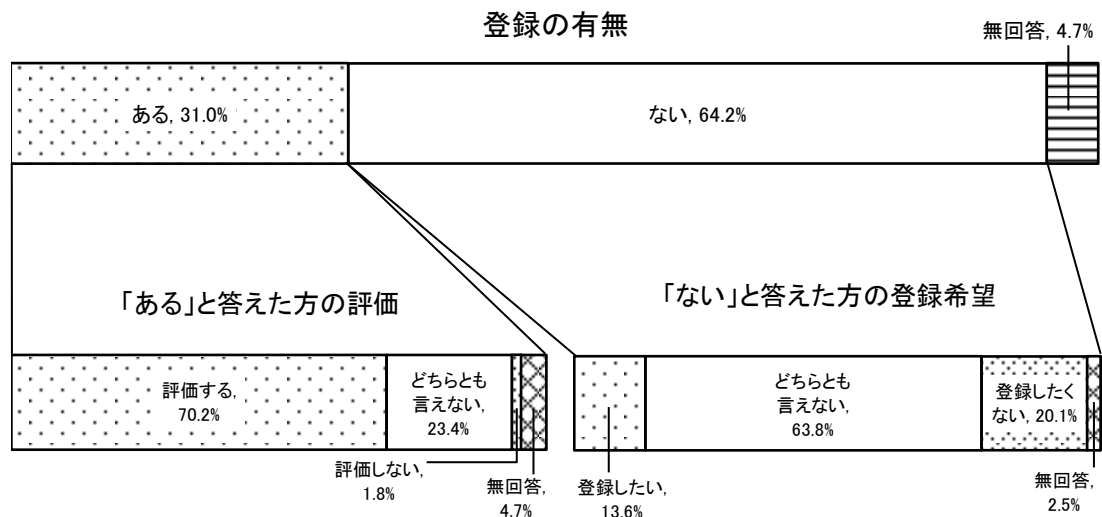 登録の有無
無回答, 4.7%
ある, 31.0%
ない, 64.2%
「ある」と答えた方の評価
「ない」と答えた方の登録希望
評価する,
70.2%
どちらとも
言えない,
23.4%
評価しない,
1.8%
無回答,
4.7%
登録したい,
13.6%
どちらとも
言えない,
63.8%
登録したく
ない, 20.1%
無回答,
2.5%